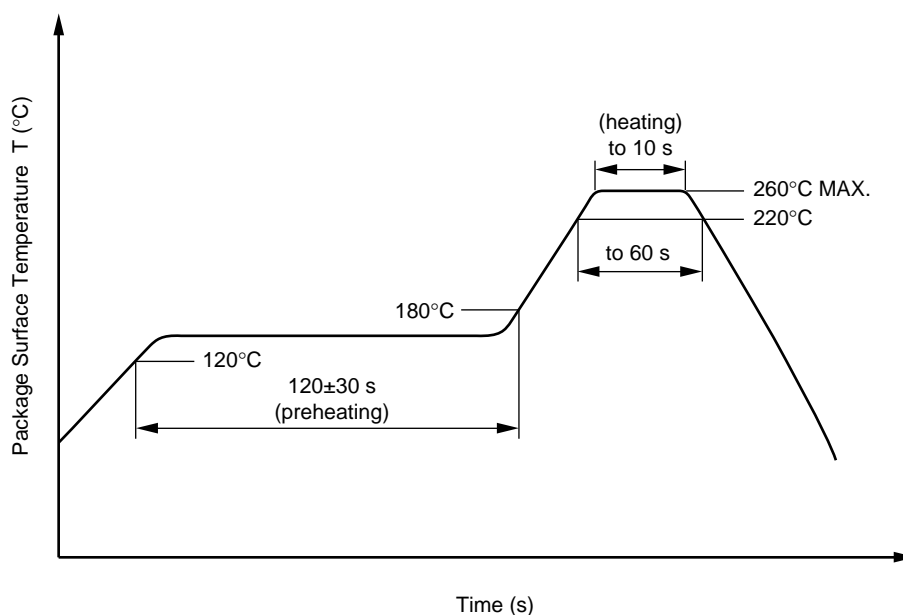 Package Surface Temperature T (°C)
(heating)
to 10 s
260°C MAX.
220°C
to 60 s
180°C
120°C
120±30 s
(preheating)
Time (s)